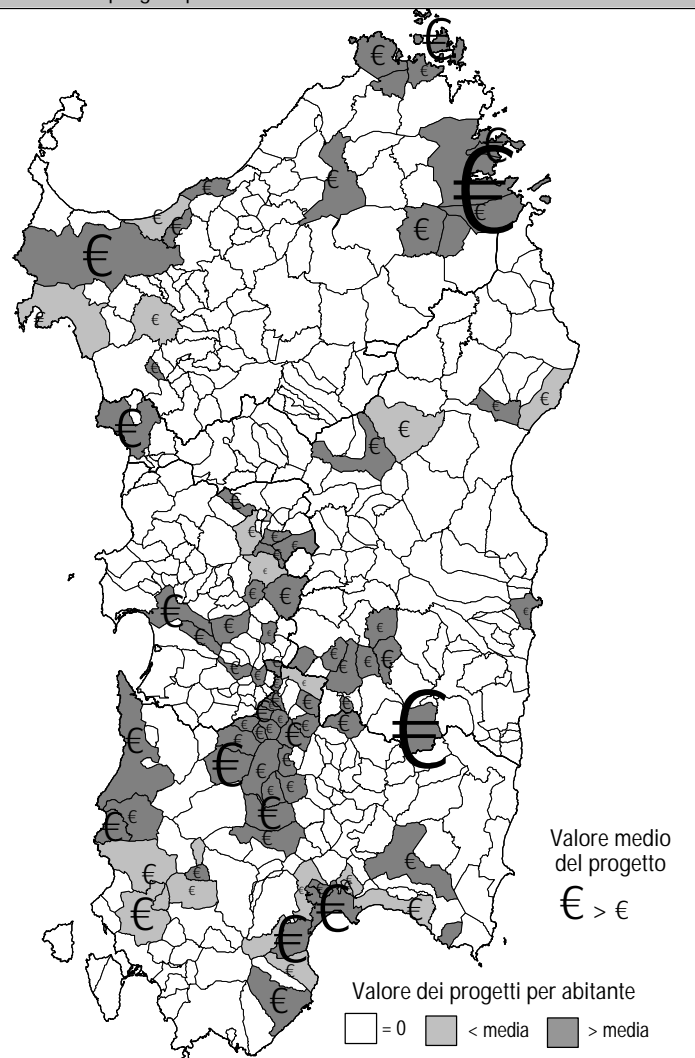 Valore medio
del progetto
€ > €
Valore dei progetti per abitante
= 0 < media > media